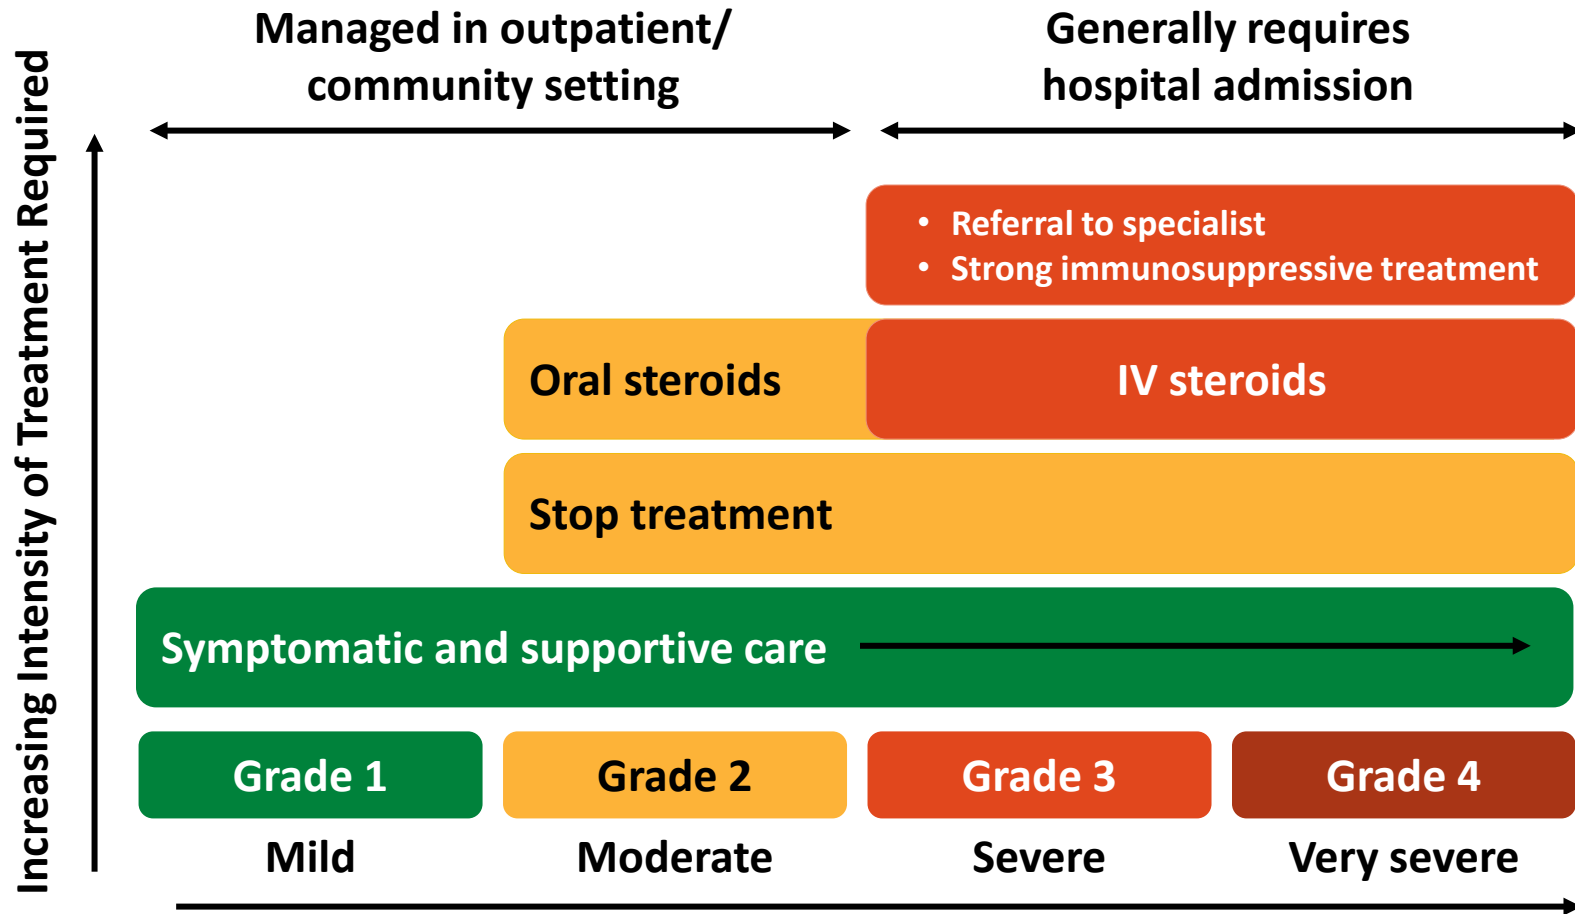 Managed in outpatient/
community setting
Generally requires
hospital admission
Increasing Intensity of Treatment Required
• Referral to specialist
• Strong immunosuppressive treatment
Oral steroids
IV steroids
Stop treatment
Symptomatic and supportive care
Grade 1
Grade 2
Grade 3
Grade 4
Mild
Moderate
Severe
Very severe